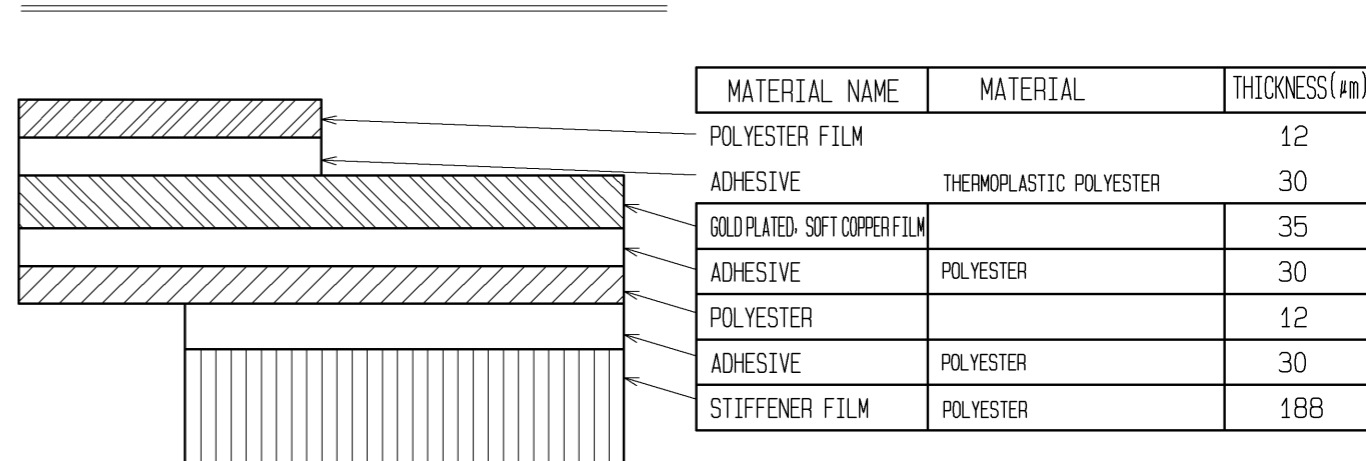 MATERIAL NAME MATERIAL THICKNESS(μm)
POLYESTER FILM 12
ADHESIVE THERMOPLASTIC POLYESTER 30
GOLD PLATED, SOFT COPPER FILM 35
ADHESIVE POLYESTER 30
POLYESTER 12
ADHESIVE POLYESTER 30
STIFFENER FILM POLYESTER 188